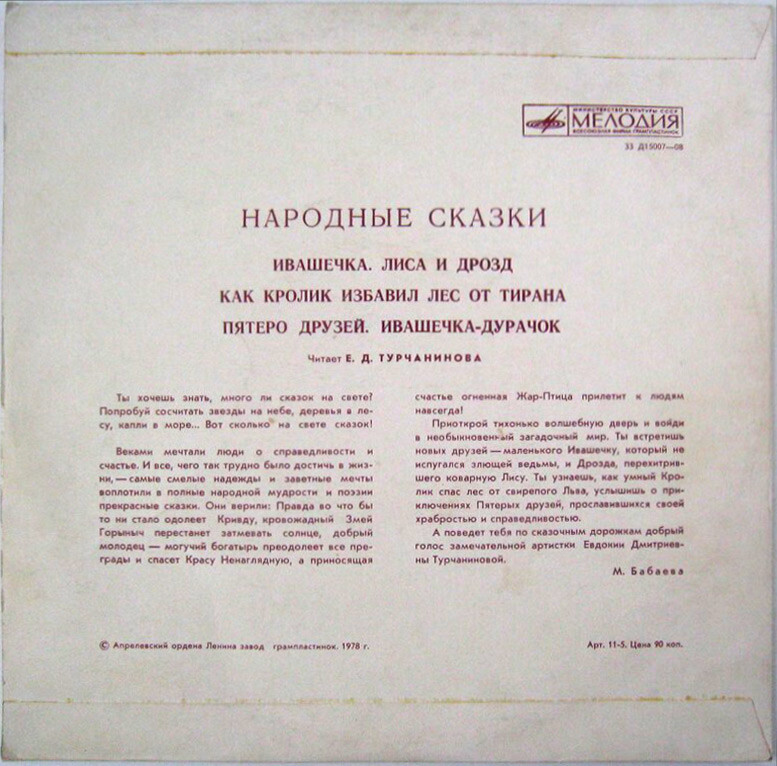 МИНИСТЕРСТВО КУЛЬТУРЫ СССР
МЕЛОДИЯ
ВСЕСОЮЗНАЯ ФИРМА ГРАМПЛАСТИНОК
33 Д15007—08
НАРОДНЫЕ СКАЗКИ
ИВАШЕЧКА. ЛИСА И ДРОЗД
КАК КРОЛИК ИЗБАВИЛ ЛЕС ОТ ТИРАНА
ПЯТЕРО ДРУЗЕЙ. ИВАШЕЧКА-ДУРАЧОК
Читает Е. Д. ТУРЧАНИНОВА
Ты хочешь знать, много ли сказок на свете?
Попробуй сосчитать звезды на небе, деревья в ле-
су, капли в море... Вот сколько на свете сказок!
Веками мечтали люди о справедливости и
счастье. И все, чего так трудно было достичь в жиз-
ни,—самые смелые надежды и заветные мечты
воплотили в полные народной мудрости и поэзии
прекрасные сказки. Они верили: Правда во что бы
то ни стало одолеет Кривду, кровожадный Змей
Горыныч перестанет затмевать солнце, добрый
молодец — могучий богатырь преодолеет все пре-
грады и спасет Красу Ненаглядную, а приносящая
счастье огненная Жар-Птица прилетит к людям
навсегда!
Приоткрой тихонько волшебную дверь и войди
в необыкновенный загадочный мир. Ты встретишь
новых друзей—маленького Ивашечку, который не
испугался злющей ведьмы, и Дрозда, перехитрив-
шего коварную Лису. Ты узнаешь, как умный Кро-
лик спас лес от свирепого Льва, услышишь о при-
ключениях Пятерых друзей, прославившихся своей
храбростью и справедливостью.
А поведет тебя по сказочным дорожкам добрый
голос замечательной артистки Евдокии Дмитриев-
ны Турчаниновой.
М. Бабаева
© Апрелевский ордена Ленина завод грампластинок. 1978 г.
Арт. 11-5. Цена 90 коп.